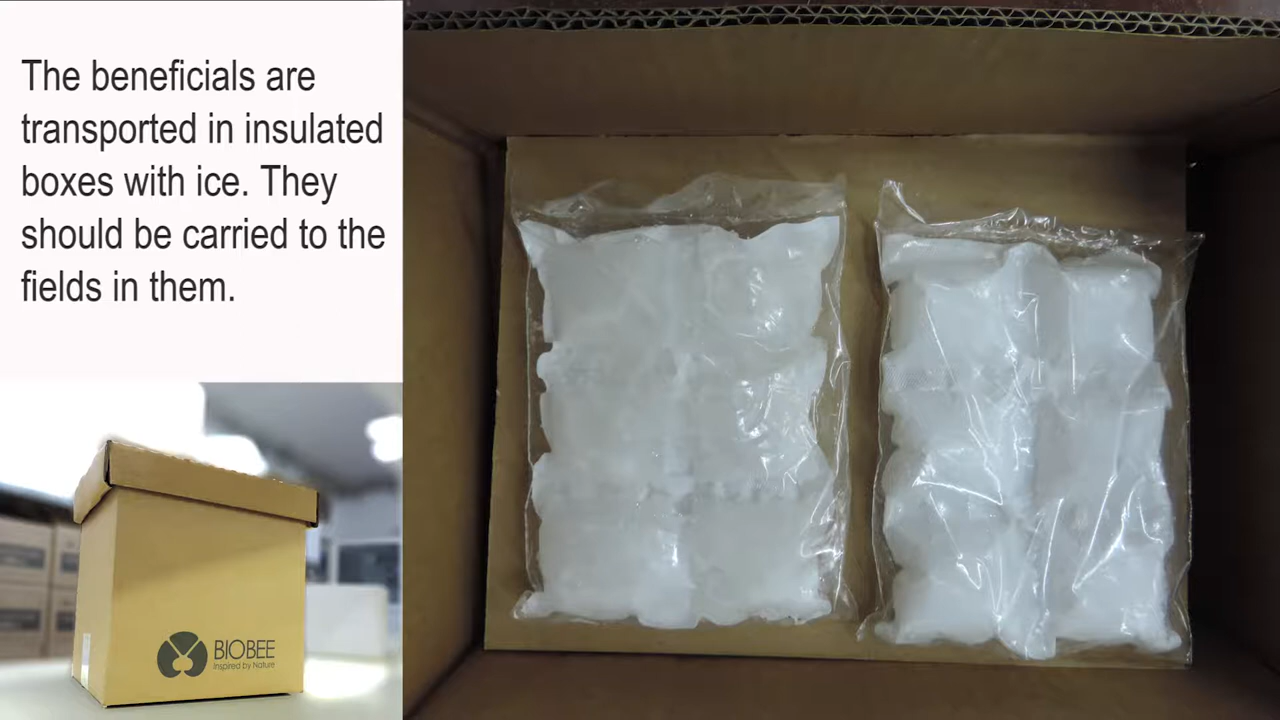 The beneficials are
transported in insulated
boxes with ice. They
should be carried to the
fields in them.
BIOBEE
Inspired by Nature